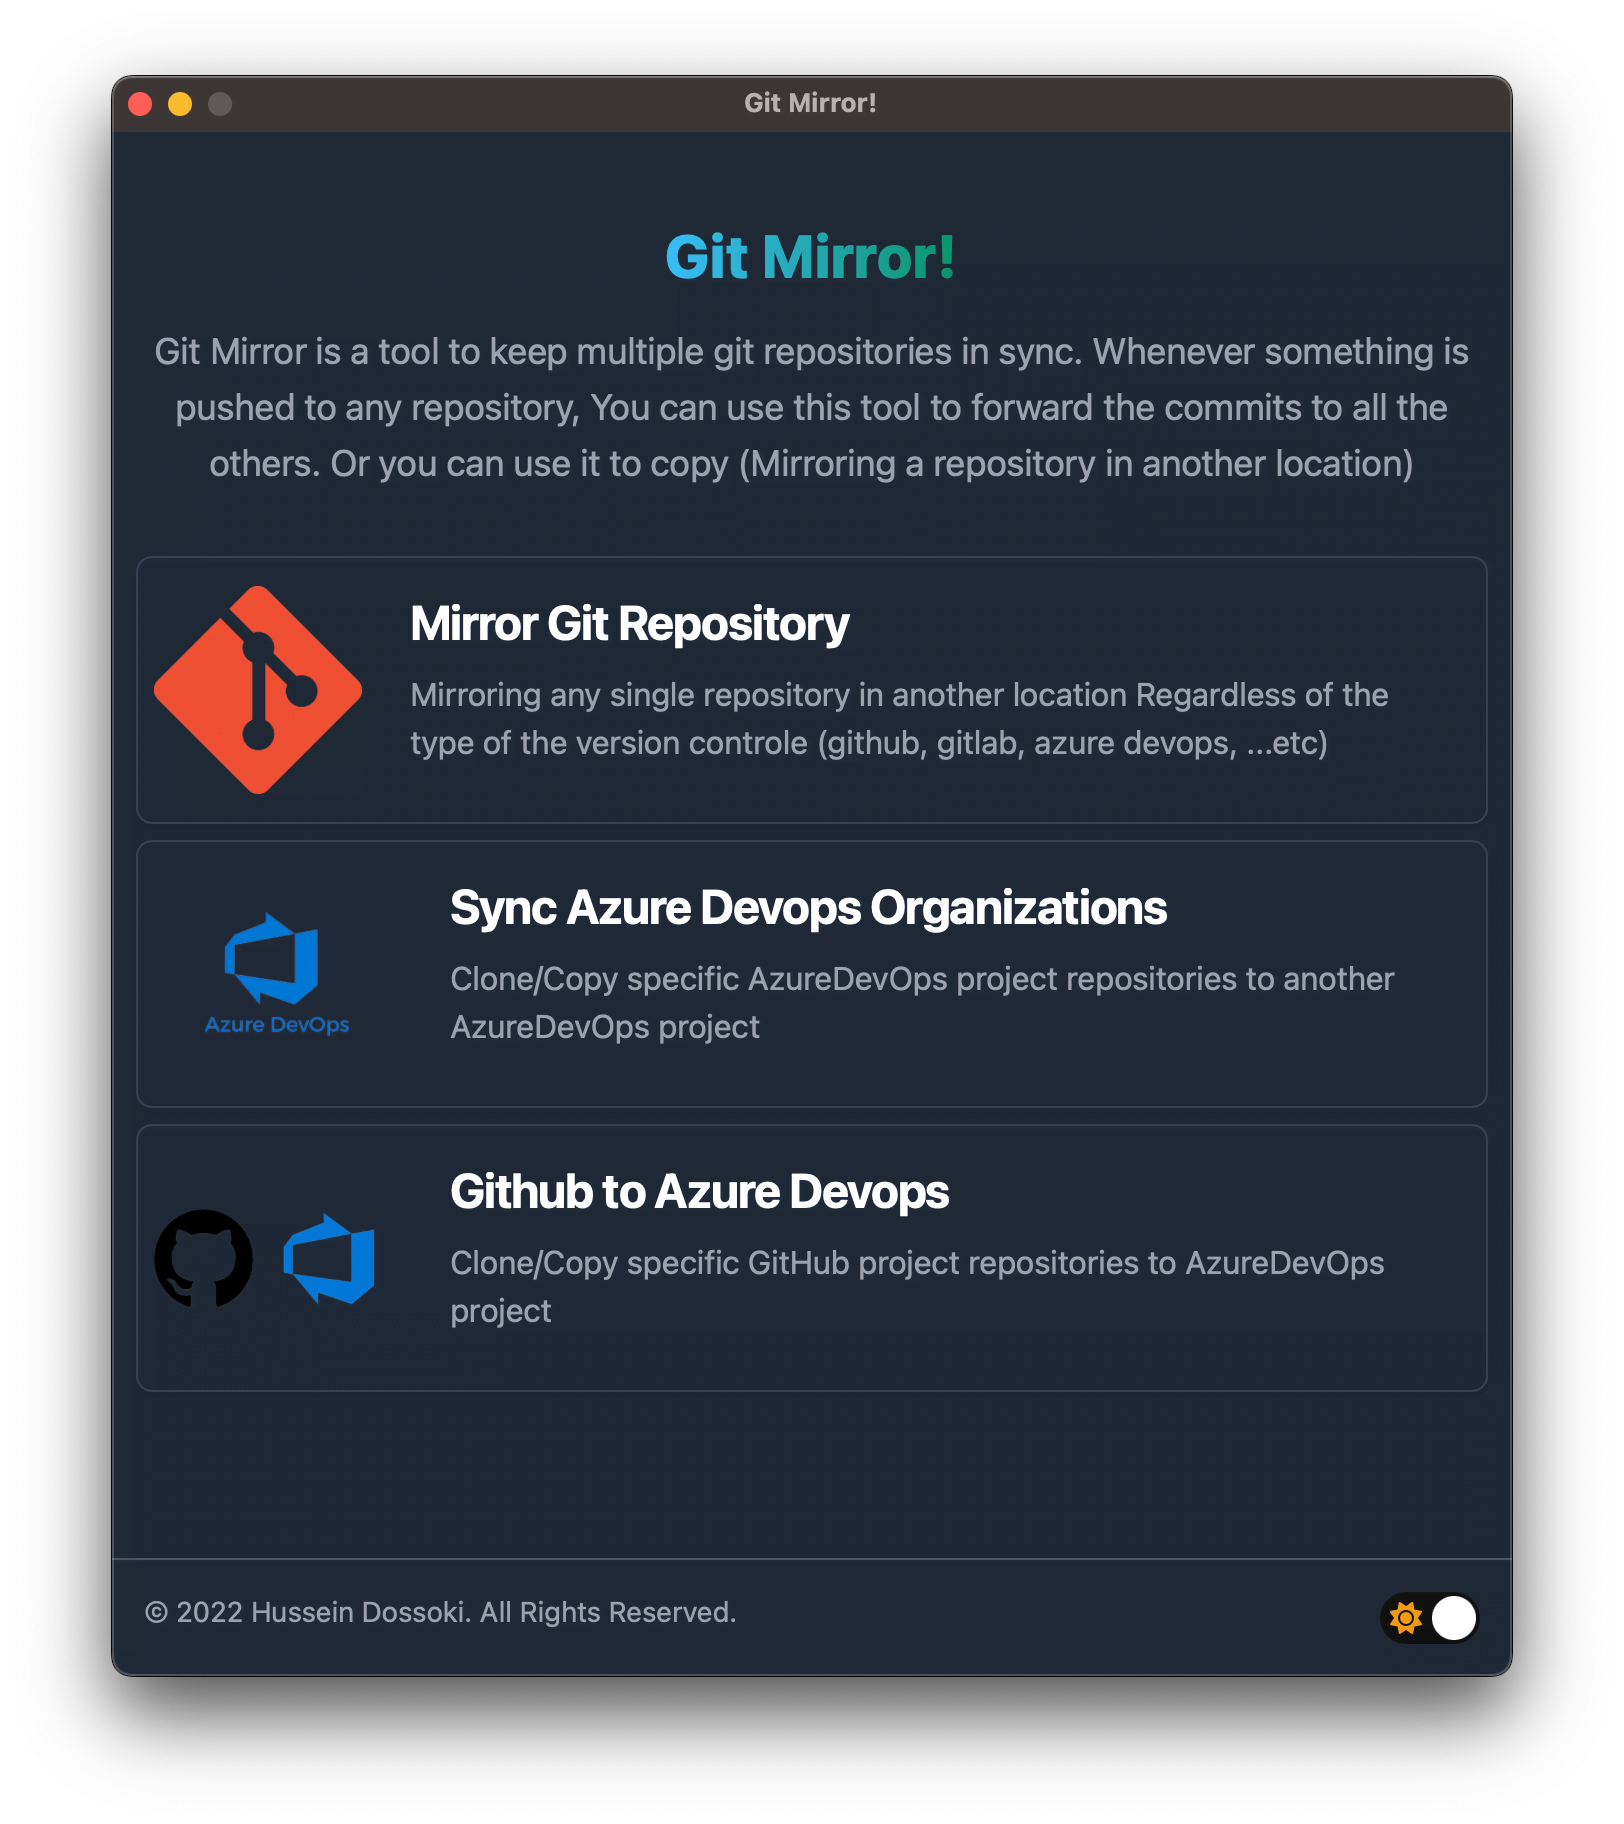 Git Mirror!
Git Mirror!
Git Mirror is a tool to keep multiple git repositories in sync. Whenever something is
pushed to any repository, You can use this tool to forward the commits to all the
others. Or you can use it to copy (Mirroring a repository in another location)
Mirror Git Repository
Mirroring any single repository in another location Regardless of the
type of the version controle (github, gitlab, azure devops, ...etc)
Azure DevOps
Sync Azure Devops Organizations
Clone/Copy specific AzureDevOps project repositories to another
AzureDevOps project
Github to Azure Devops
Clone/Copy specific GitHub project repositories to AzureDevOps
project
© 2022 Hussein Dossoki. All Rights Reserved.